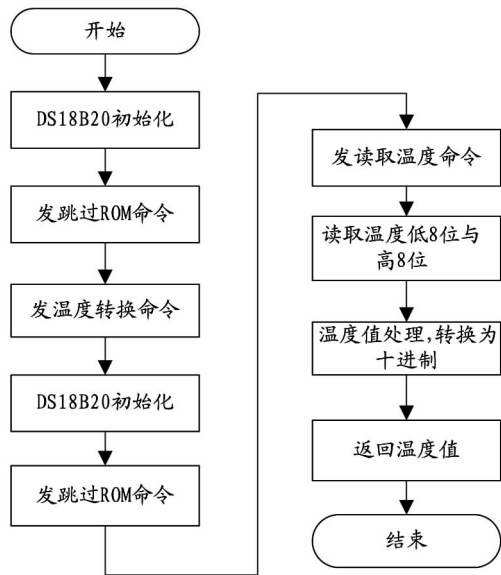 开始
DS18B20初始化
发跳过ROM命令
发温度转换命令
DS18B20初始化
发跳过ROM命令
发读取温度命令
读取温度低8位与
高8位
温度值处理,转换为
十进制
返回温度值
结束